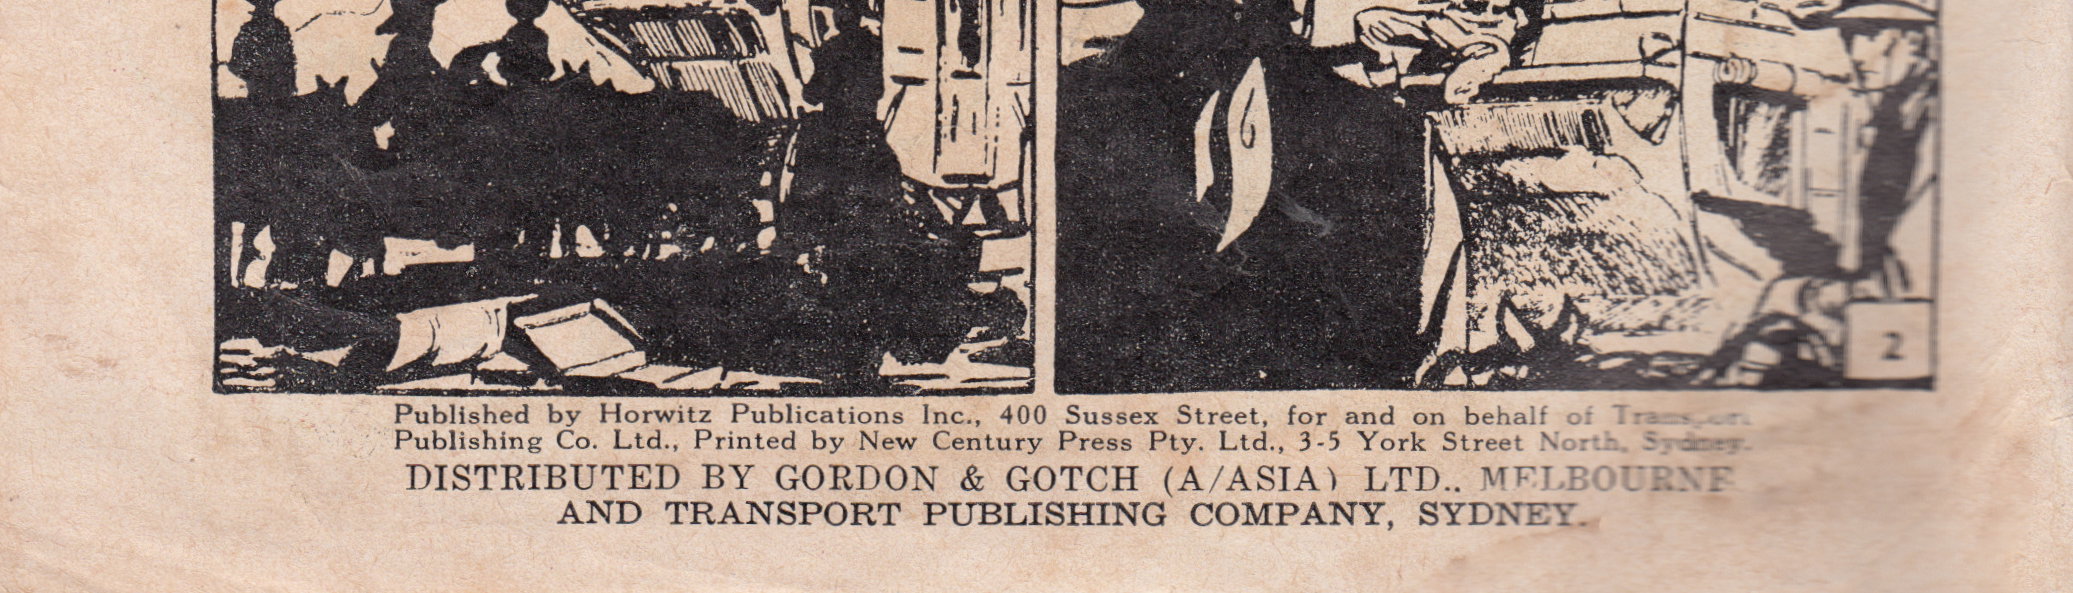 2
Published by Horwitz Publications Inc., 400 Sussex Street, for and on behalf of Transport
Publishing Co. Ltd., Printed by New Century Press Pty. Ltd., 3-5 York Street North, Sydney.
DISTRIBUTED BY GORDON & GOTCH (A/ASIA) LTD., MELBOURNE
AND TRANSPORT PUBLISHING COMPANY, SYDNEY.